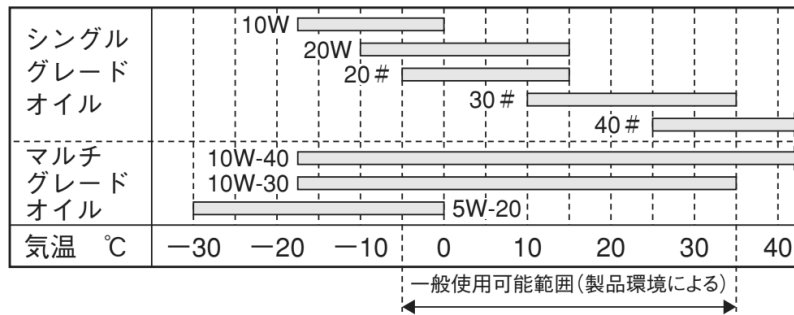 シングル
グレード
オイル
10W
20W
20#
30#
40#
マルチ
グレード
オイル
10W-40
10W-30
5W-20
気温 ℃ －30 －20 －10 0 10 20 30 40
一般使用可能範囲（製品環境による）